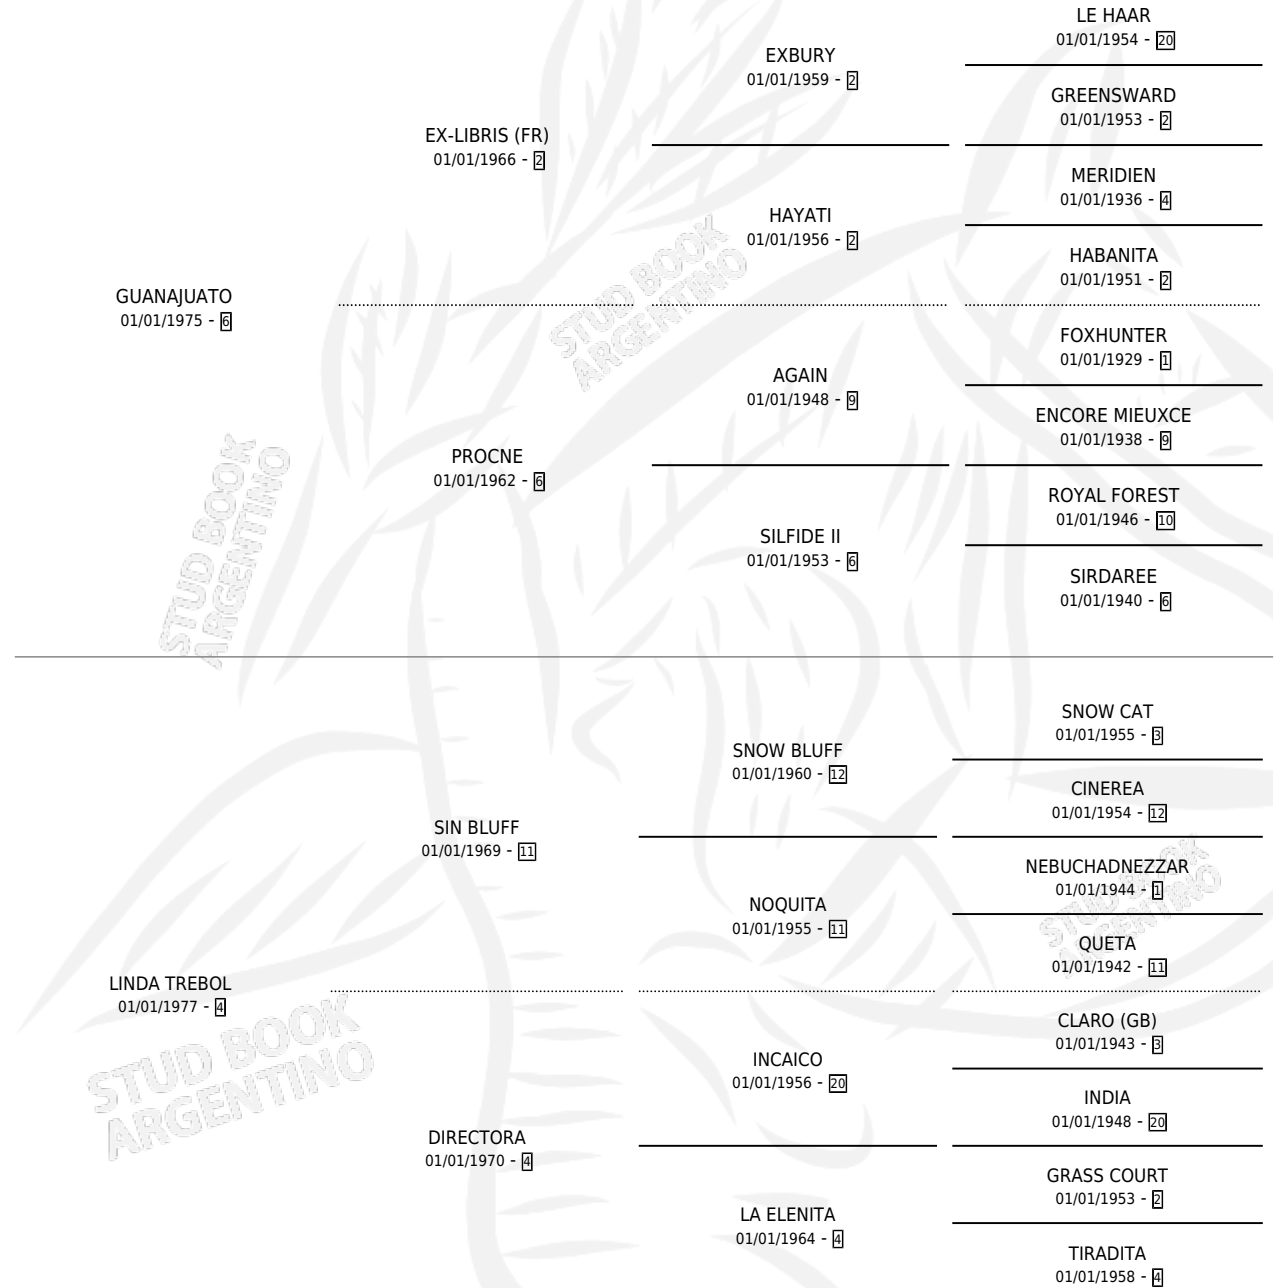 LE HAAR
01/01/1954 - 20
EXBURY
01/01/1959 - 2
GREENSWARD
01/01/1953 - 2
EX-LIBRIS (FR)
01/01/1966 - 2
MERIDIEN
01/01/1936 - 4
HAYATI
01/01/1956 - 2
HABANITA
01/01/1951 - 2
GUANAJUATO
01/01/1975 - 6
FOXHUNTER
01/01/1929 - 1
AGAIN
01/01/1948 - 9
ENCORE MIEUXCE
01/01/1938 - 9
PROCNE
01/01/1962 - 6
ROYAL FOREST
01/01/1946 - 10
SILFIDE II
01/01/1953 - 6
SIRDAREE
01/01/1940 - 6
STUD BOOK
ARGENTINO
STUD BOOK
ARGENTINO
SNOW CAT
01/01/1955 - 3
SNOW BLUFF
01/01/1960 - 12
CINEREA
01/01/1954 - 12
SIN BLUFF
01/01/1969 - 11
NEBUCHADNEZZAR
01/01/1944 - 1
NOQUITA
01/01/1955 - 11
QUETA
01/01/1942 - 11
LINDA TREBOL
01/01/1977 - 4
CLARO (GB)
01/01/1943 - 3
INCAICO
01/01/1956 - 20
INDIA
01/01/1948 - 20
DIRECTORA
01/01/1970 - 4
GRASS COURT
01/01/1953 - 2
LA ELENITA
01/01/1964 - 4
TIRADITA
01/01/1958 - 4
STUD BOOK
ARGENTINO
STUD BOOK
ARGENTINO